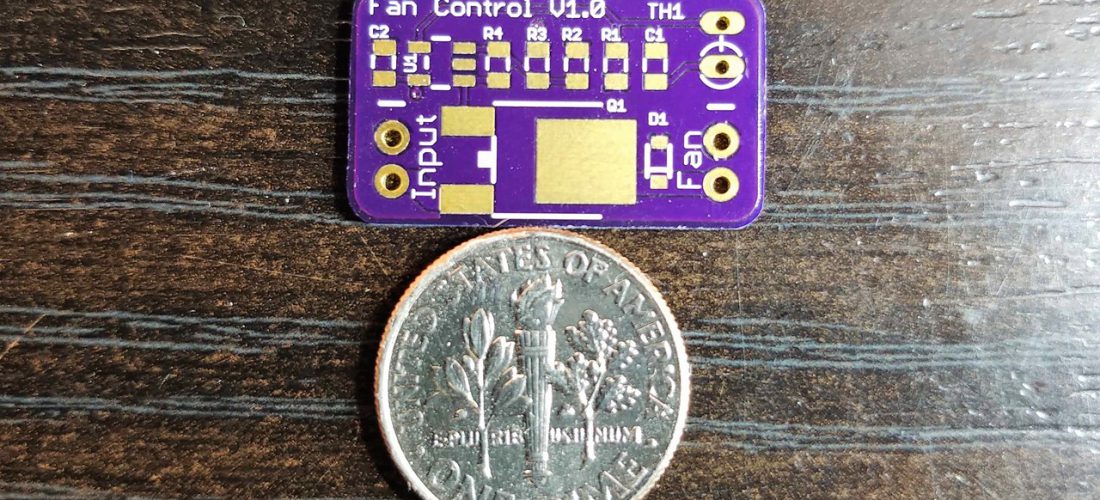 Fan Control V1.0
TH1
C2
U1
R4
R3
R2
R1
C1
Q1
D1
Input
Fan
UNITED STATES OF AMERICA
E PLURIBUS UNUM
ONE DIME